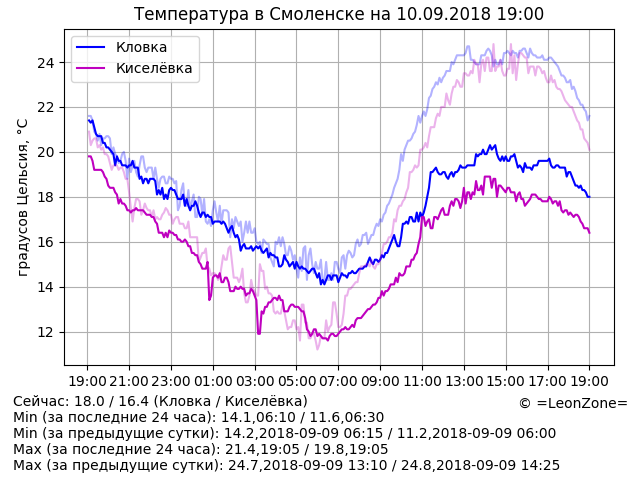 Температура в Смоленске на 10.09.2018 19:00
Кловка
Киселёвка
градусов Цельсия, °C
24
22
20
18
16
14
12
19:00 21:00 23:00 01:00 03:00 05:00 07:00 09:00 11:00 13:00 15:00 17:00 19:00
Сейчас: 18.0 / 16.4 (Кловка / Киселёвка)
© =LeonZone=
Min (за последние 24 часа): 14.1,06:10 / 11.6,06:30
Min (за предыдущие сутки): 14.2,2018-09-09 06:15 / 11.2,2018-09-09 06:00
Max (за последние 24 часа): 21.4,19:05 / 19.8,19:05
Max (за предыдущие сутки): 24.7,2018-09-09 13:10 / 24.8,2018-09-09 14:25